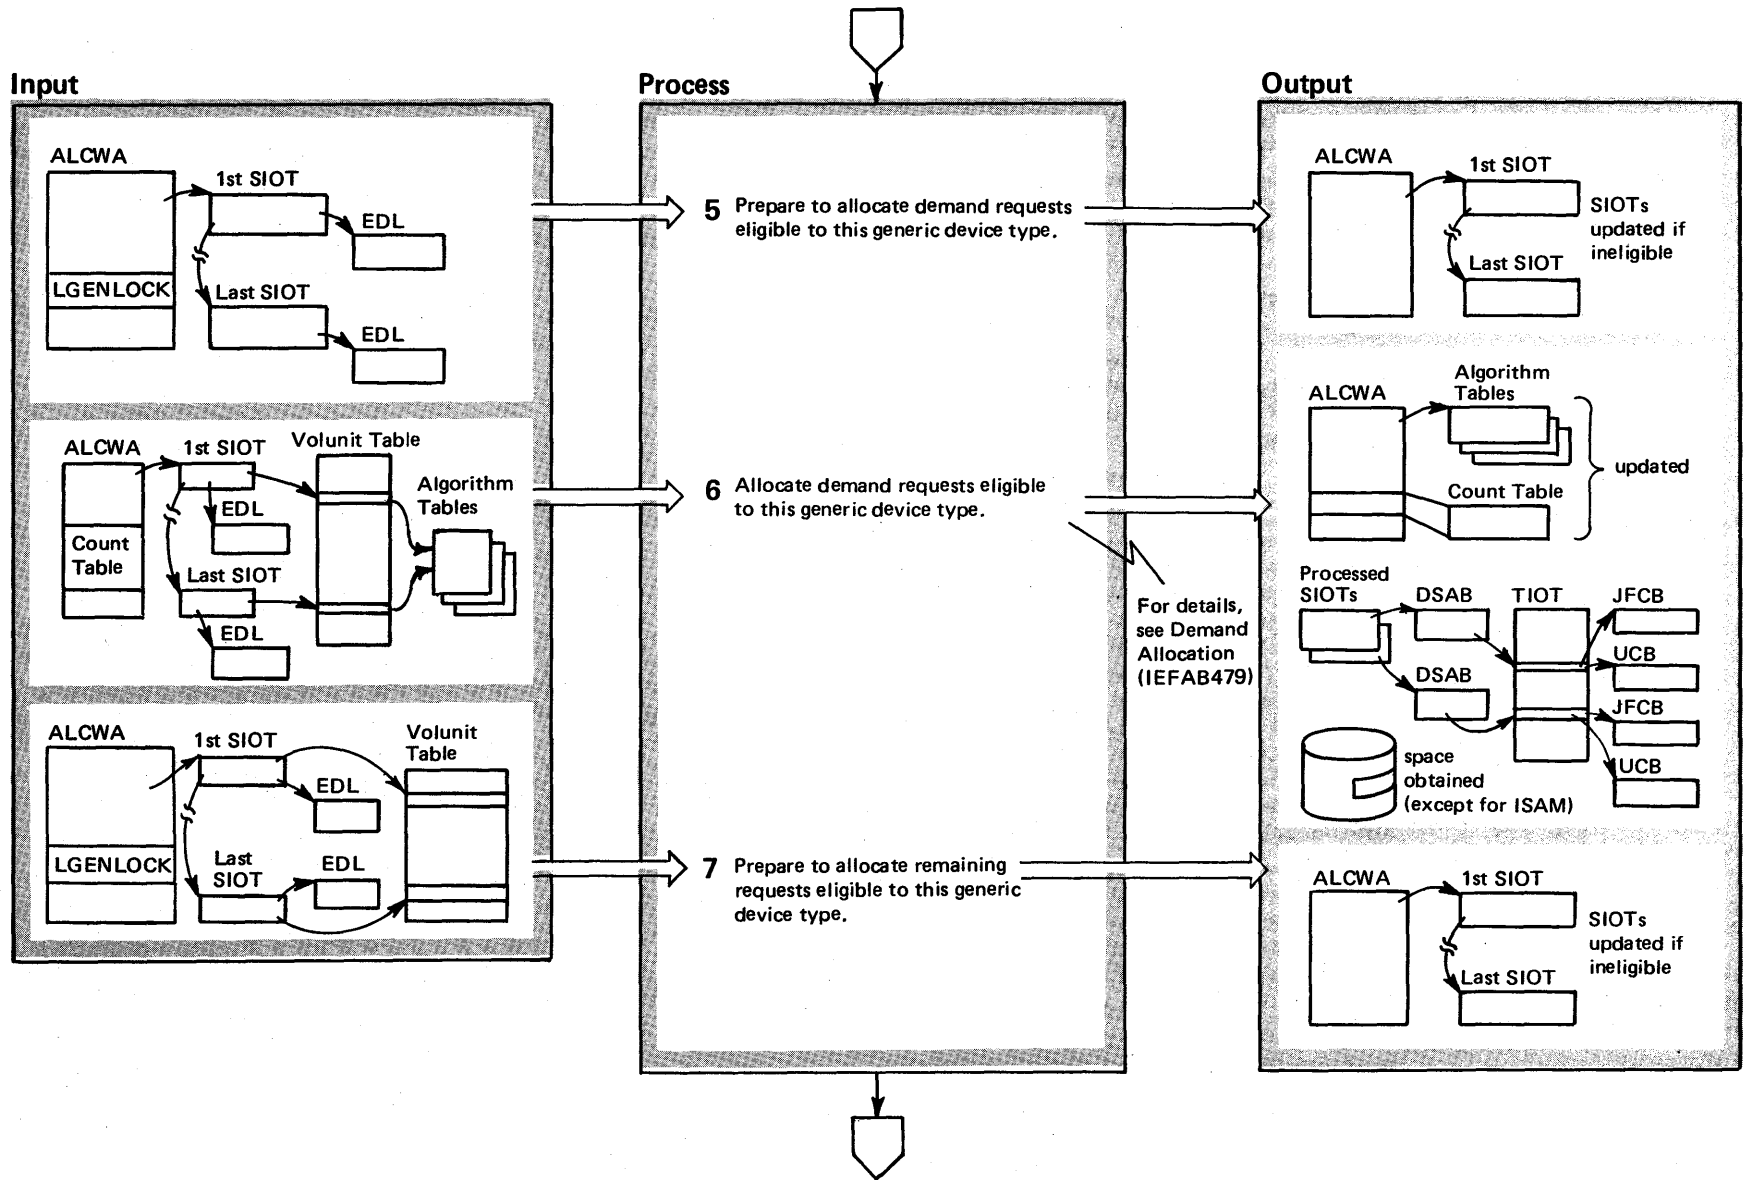 Input
ALCWA
1st SIOT
EDL
LGENLOCK
Last SIOT
EDL
ALCWA
1st SIOT
Volunit Table
Algorithm
Tables
EDL
Count
Table
Last SIOT
EDL
ALCWA
1st SIOT
Volunit
Table
EDL
LGENLOCK
Last
SIOT
EDL
Process
5 Prepare to allocate demand requests
eligible to this generic device type.
6 Allocate demand requests eligible
to this generic device type.
For details,
see Demand
Allocation
(IEFAB479)
7 Prepare to allocate remaining
requests eligible to this generic
device type.
Output
ALCWA
1st SIOT
SIOTs
updated if
ineligible
Last SIOT
ALCWA
Algorithm
Tables
updated
Count Table
Processed
SIOTs
DSAB
TIOT
JFCB
UCB
DSAB
JFCB
UCB
space
obtained
(except for ISAM)
ALCWA
1st SIOT
SIOTs
updated if
ineligible
Last SIOT